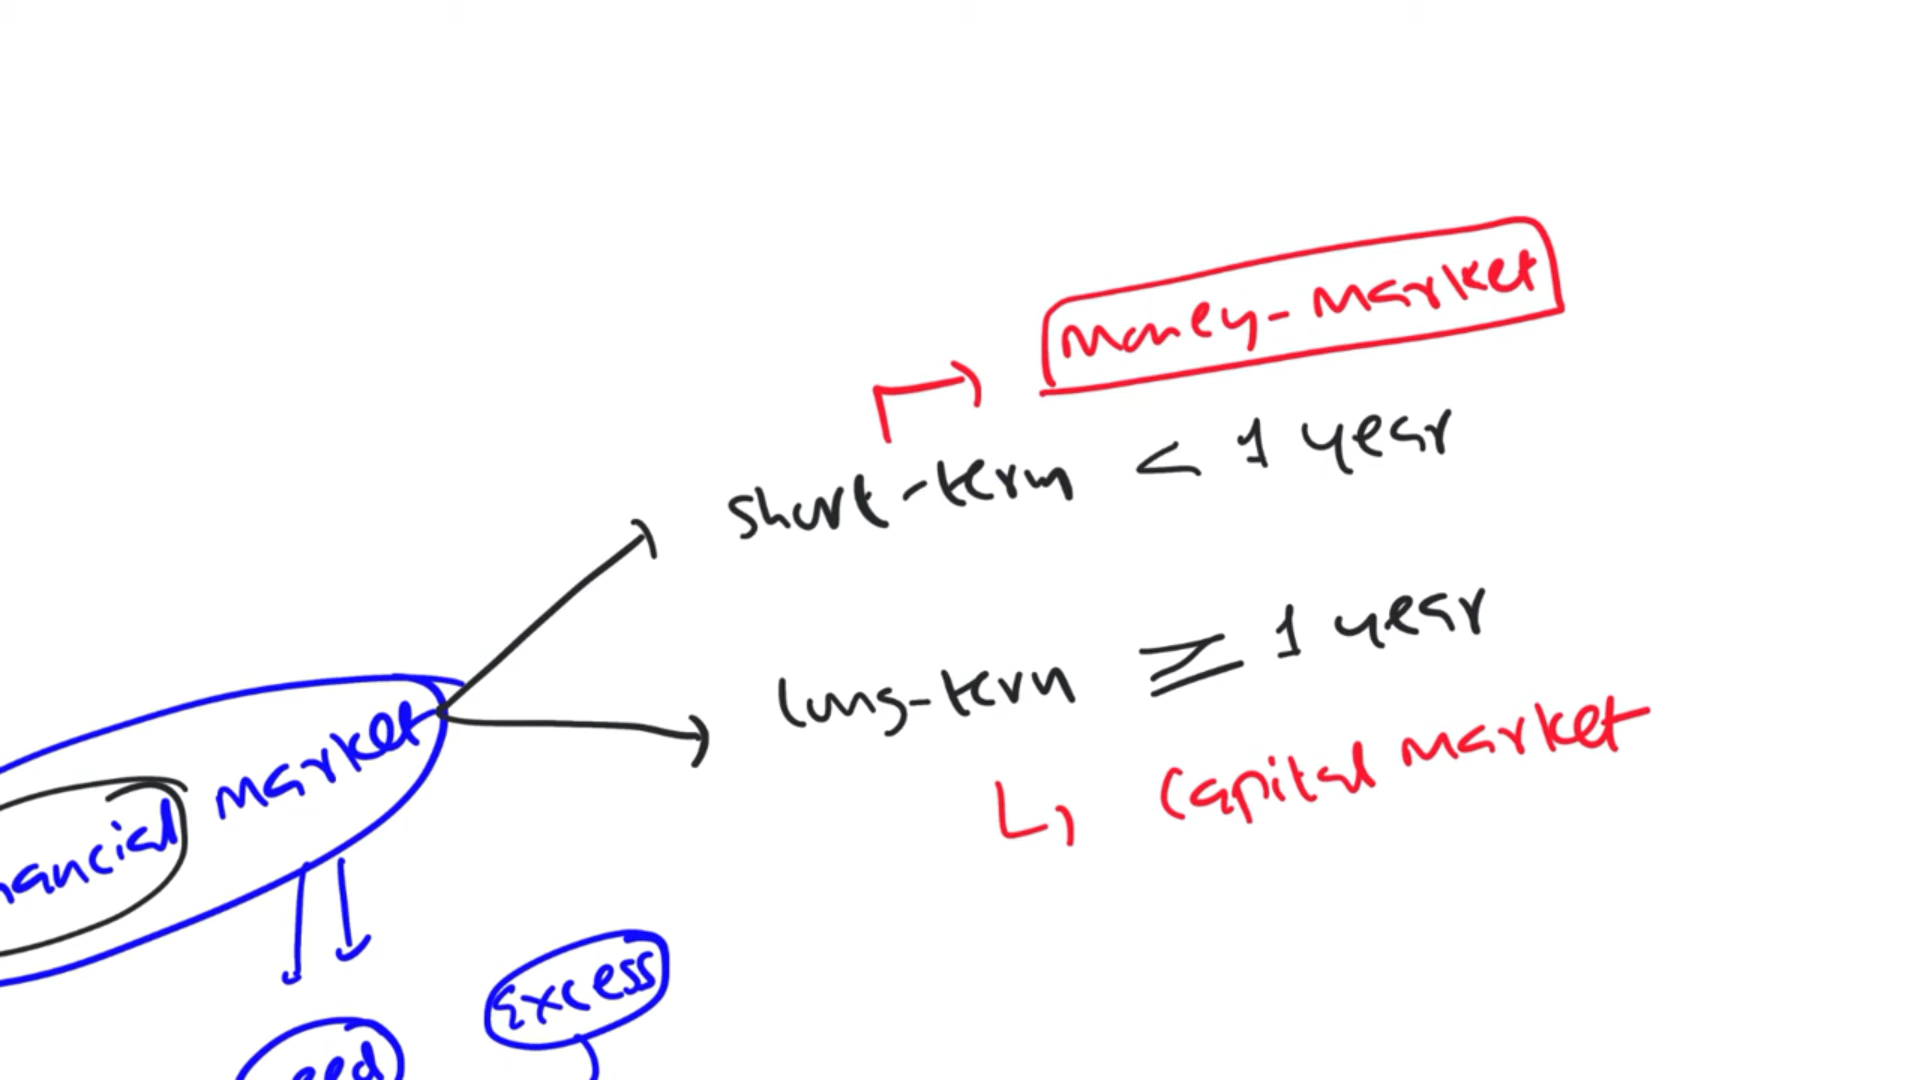 money-market
short-term < 1 year
long-term ≥ 1 year
Capital market
market
Excess